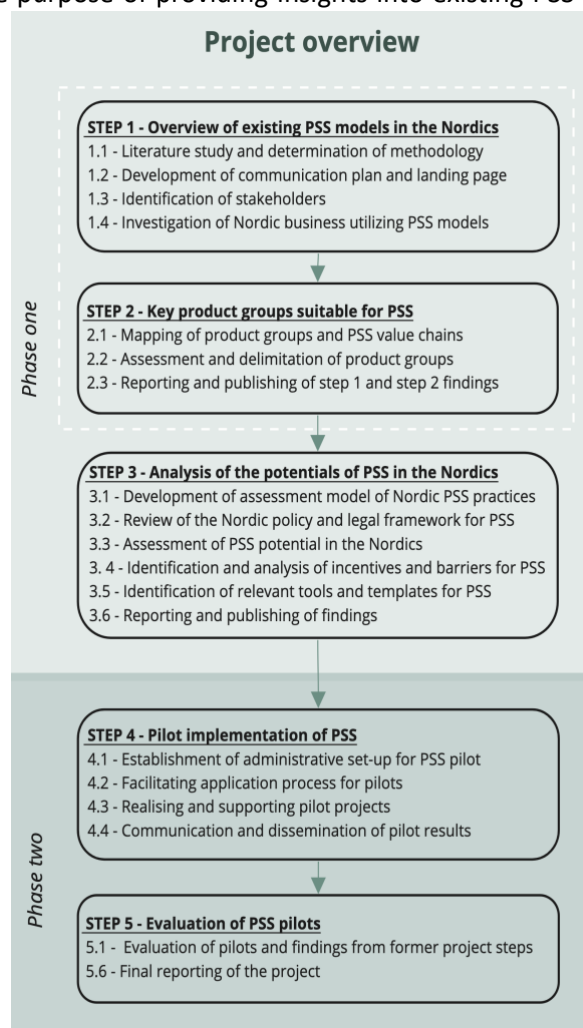 purpose of providing insights into existing PSS
Project overview
STEP 1 - Overview of existing PSS models in the Nordics
1.1 - Literature study and determination of methodology
1.2 - Development of communication plan and landing page
1.3 - Identification of stakeholders
1.4 - Investigation of Nordic business utilizing PSS models
Phase one
STEP 2 - Key product groups suitable for PSS
2.1 - Mapping of product groups and PSS value chains
2.2 - Assessment and delimitation of product groups
2.3 - Reporting and publishing of step 1 and step 2 findings
STEP 3 - Analysis of the potentials of PSS in the Nordics
3.1 - Development of assessment model of Nordic PSS practices
3.2 - Review of the Nordic policy and legal framework for PSS
3.3 - Assessment of PSS potential in the Nordics
3. 4 - Identification and analysis of incentives and barriers for PSS
3.5 - Identification of relevant tools and templates for PSS
3.6 - Reporting and publishing of findings
Phase two
STEP 4 - Pilot implementation of PSS
4.1 - Establishment of administrative set-up for PSS pilot
4.2 - Facilitating application process for pilots
4.3 - Realising and supporting pilot projects
4.4 - Communication and dissemination of pilot results
STEP 5 - Evaluation of PSS pilots
5.1 - Evaluation of pilots and findings from former project steps
5.6 - Final reporting of the project